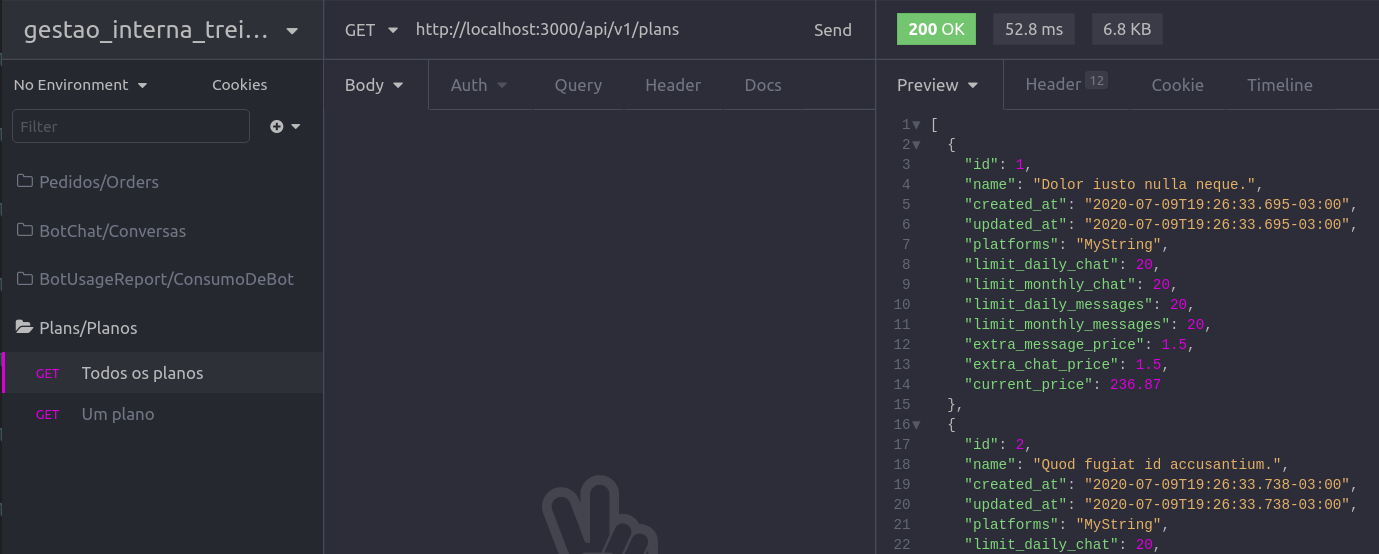 gestao_interna_trei...
No Environment
Cookies
Filter
Pedidos/Orders
BotChat/Conversas
BotUsageReport/ConsumoDeBot
Plans/Planos
GET Todos os planos
GET Um plano
GET http://localhost:3000/api/v1/plans Send
Body Auth Query Header Docs
200 OK 52.8 ms 6.8 KB
Preview Header 12 Cookie Timeline
1 [
2 {
3 "id": 1,
4 "name": "Dolor iusto nulla neque.",
5 "created_at": "2020-07-09T19:26:33.695-03:00",
6 "updated_at": "2020-07-09T19:26:33.695-03:00",
7 "platforms": "MyString",
8 "limit_daily_chat": 20,
9 "limit_monthly_chat": 20,
10 "limit_daily_messages": 20,
11 "limit_monthly_messages": 20,
12 "extra_message_price": 1.5,
13 "extra_chat_price": 1.5,
14 "current_price": 236.87
15 },
16 {
17 "id": 2,
18 "name": "Quod fugiat id accusantium.",
19 "created_at": "2020-07-09T19:26:33.738-03:00",
20 "updated_at": "2020-07-09T19:26:33.738-03:00",
21 "platforms": "MyString",
22 "limit_daily_chat": 20,